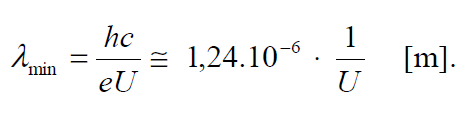 λ_min = hc/eU ≅ 1,24.10⁻⁶ · 1/U [m].